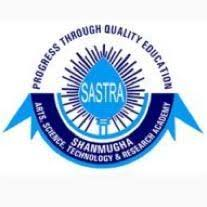 PROGRESS THROUGH QUALITY EDUCATION
SASTRA
SHANMUGHA
ARTS, SCIENCE, TECHNOLOGY & RESEARCH ACADEMY